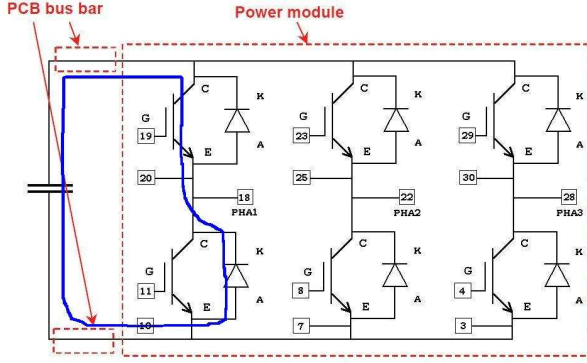 PCB bus bar
Power module
C K
G
19
E A
20
18
PHA1
C K
G
11
E A
10
C K
G
23
E A
25
22
PHA2
C K
G
8
E A
7
C K
G
29
E A
30
28
PHA3
C K
G
4
E A
3